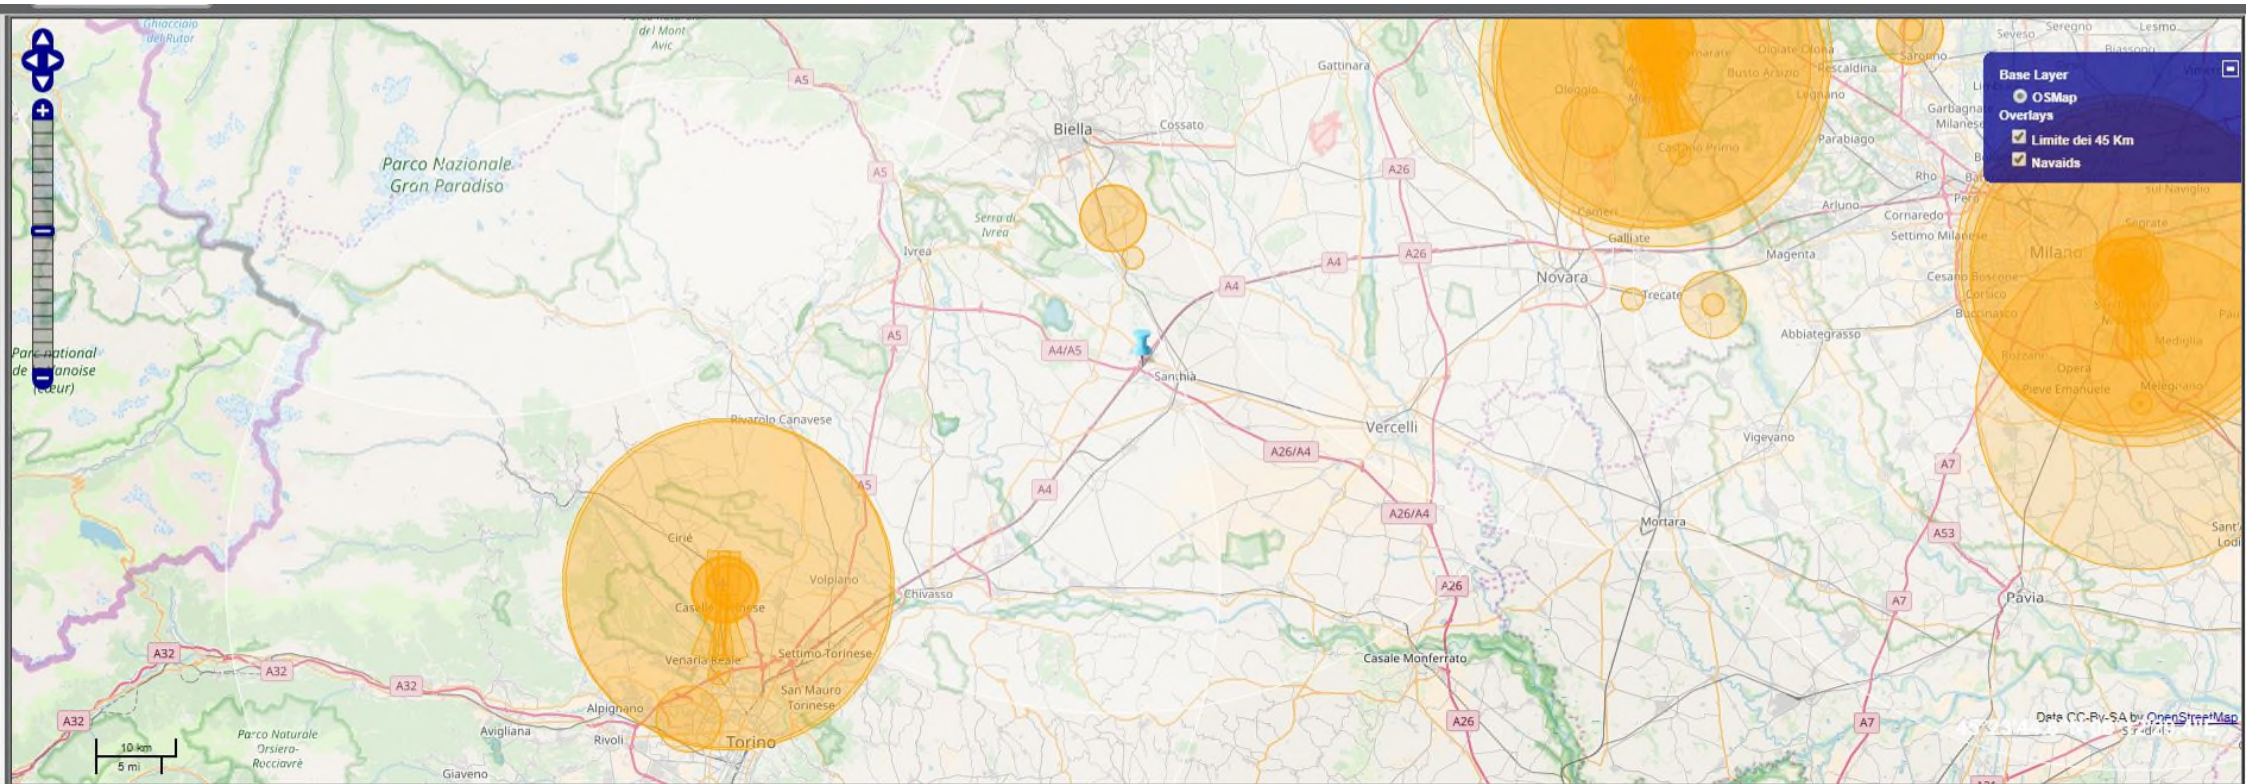 Ghiacciaio
del Rutor
del Mont
Avic
A5
Gattinara
Biella
Cossato
Parco Nazionale
Gran Paradiso
A5
A26
Serra di
Ivrea
Ivrea
A4
A26
A4
A5
A4/A5
Santhià
Rivarolo Canavese
A5
A4
Vercelli
A26/A4
A26/A4
Novara
Galliate
Cameri
Trecate
Oleggio
Castano Primo
Busto Arsizio
Olgiate Olona
Rescaldina
Legnano
Parabiago
Saronno
Seveso
Seregno
Lesmo
Biassono
Garbagnate
Milanese
Base Layer
OSMap
Overlays
Limite dei 45 Km
Navaids
Rho
Pero
Arluno
Cornaredo
Settimo Milanese
Magenta
Milano
Segrate
sul Naviglio
Cesano Boscone
Corsico
Buccinasco
Abbiategrasso
Rozzano
Opera
Mediglia
Pieve Emanuele
Melegnano
Vigevano
A7
A53
Mortara
A7
Pavia
A7
Parc national
(cœur)
Cirié
Volpiano
Chivasso
Venaria Reale
Settimo Torinese
San Mauro
Torinese
Alpignano
Rivoli
Torino
Avigliana
Giaveno
A32
A32
A32
A32
Parco Naturale
Orsiera-
Rocciavrè
A26
Casale Monferrato
A26
10 km
5 mi
Data CC-By-SA by OpenStreetMap